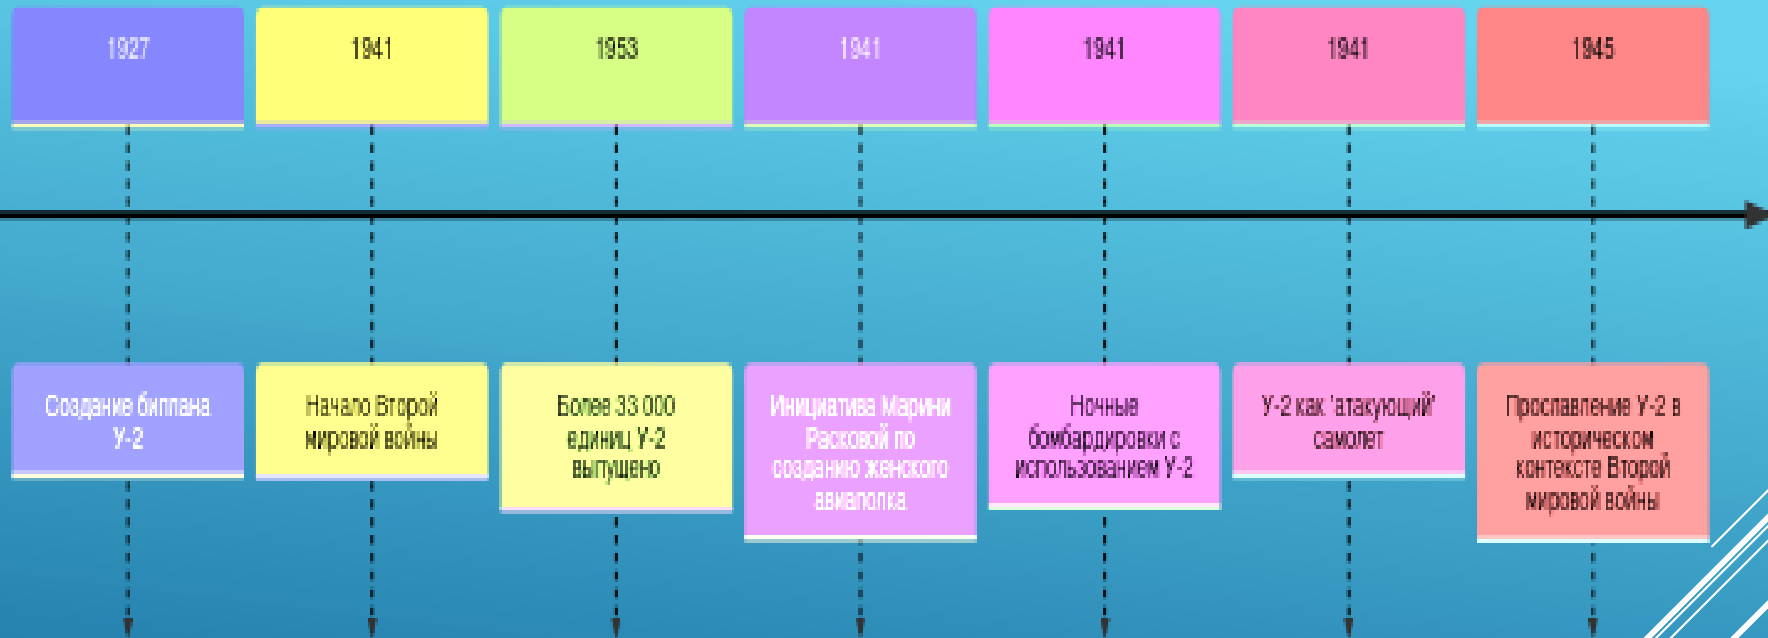 1927
1941
1953
1941
1941
1941
1945
Создание биплана
У-2
Начало Второй
мировой войны
Более 33 000
единиц У-2
выпущено
Инициатива Марини
Расковой по
созданию женского
авиаполка
Ночные
бомбардировки с
использованием У-2
У-2 как 'атакующий'
самолет
Прославление У-2 в
историческом
контексте Второй
мировой войны